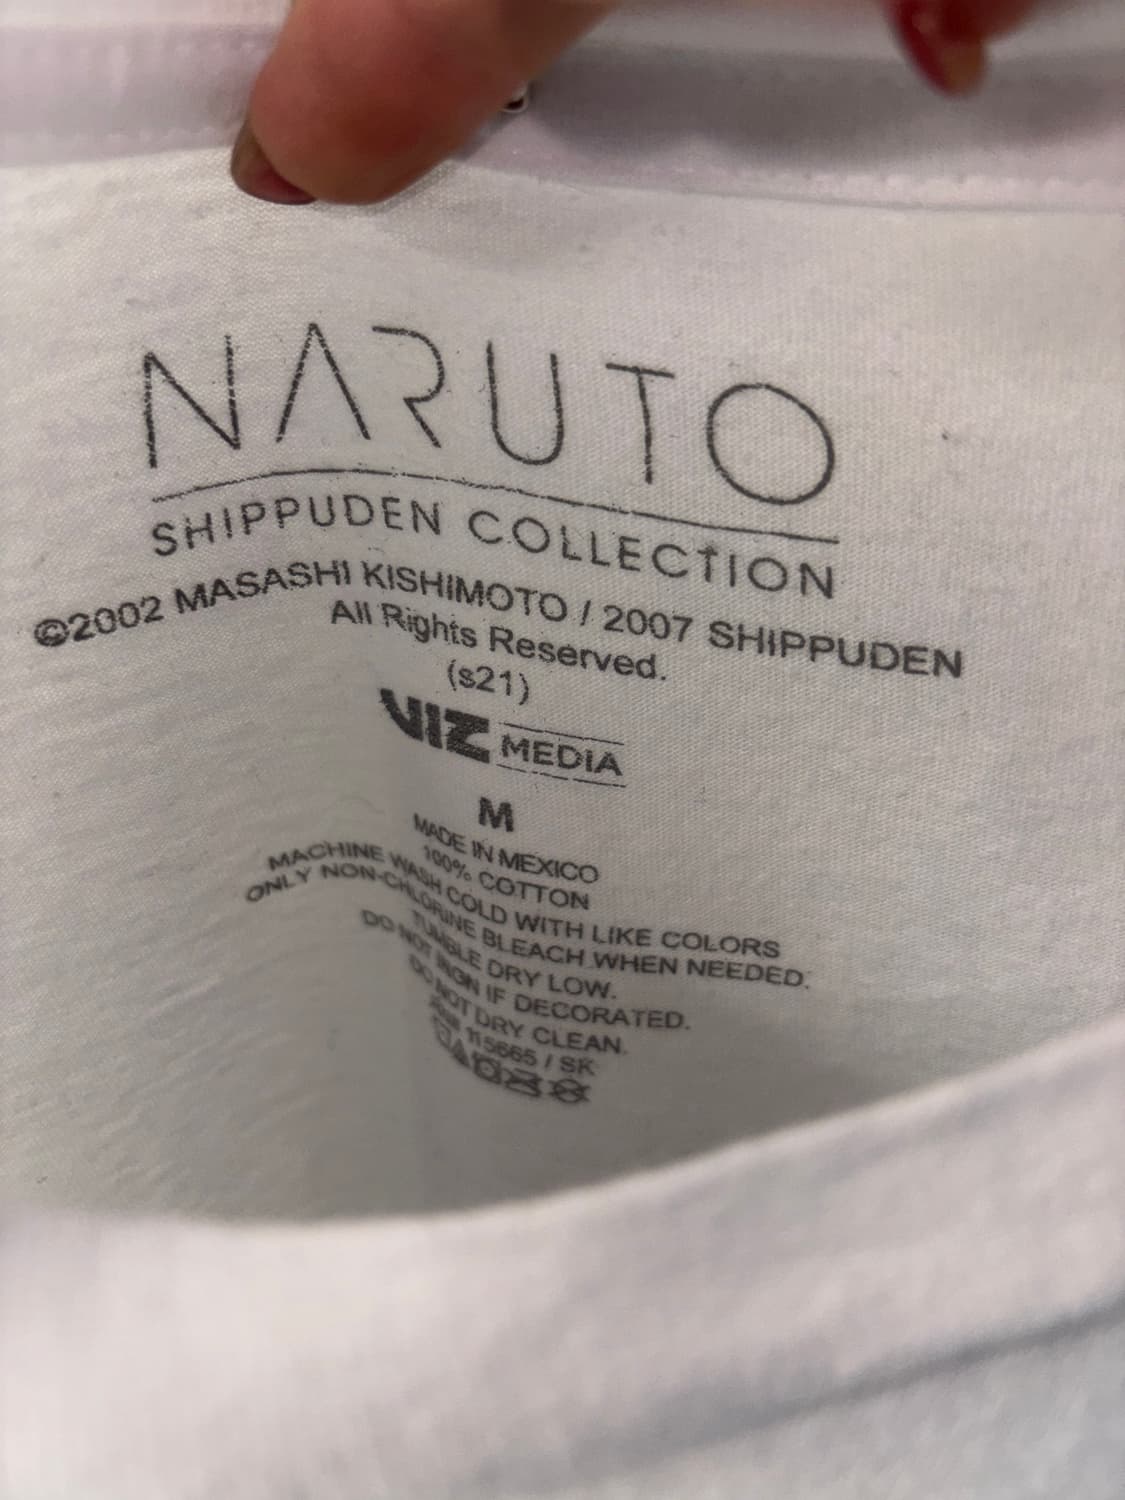 NARUTO
SHIPPUDEN COLLECTION
©2002 MASASHI KISHIMOTO / 2007 SHIPPUDEN
All Rights Reserved.
(s21)
VIZ MEDIA
M
MADE IN MEXICO
100% COTTON
MACHINE WASH COLD WITH LIKE COLORS
ONLY NON-CHLORINE BLEACH WHEN NEEDED.
TUMBLE DRY LOW.
DO NOT IRON IF DECORATED.
DO NOT DRY CLEAN.
115665 / SK